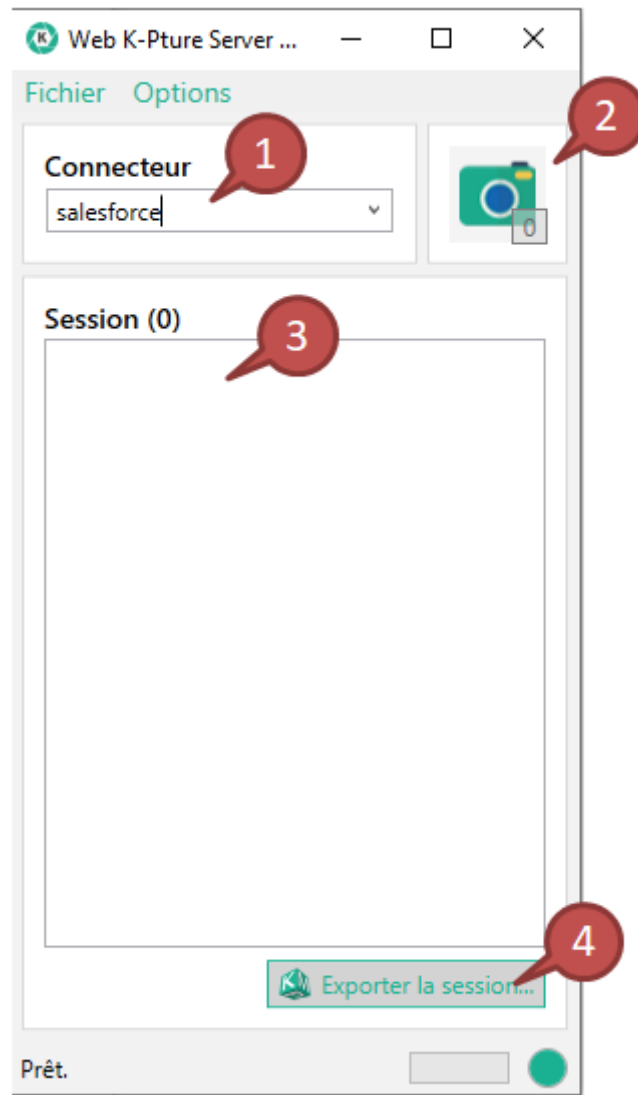 Web K-Pture Server ...
Fichier Options
2
1
Connecteur
salesforce
0
Session (0)
3
4
Exporter la session...
Prêt.